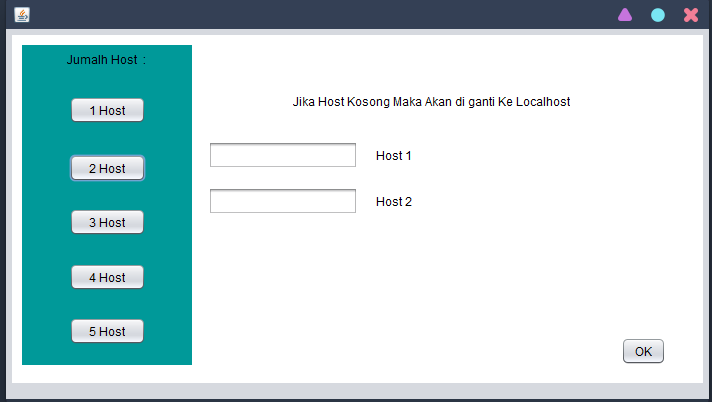 Jumalh Host :
1 Host
2 Host
3 Host
4 Host
5 Host
Jika Host Kosong Maka Akan di ganti Ke Localhost
Host 1
Host 2
OK